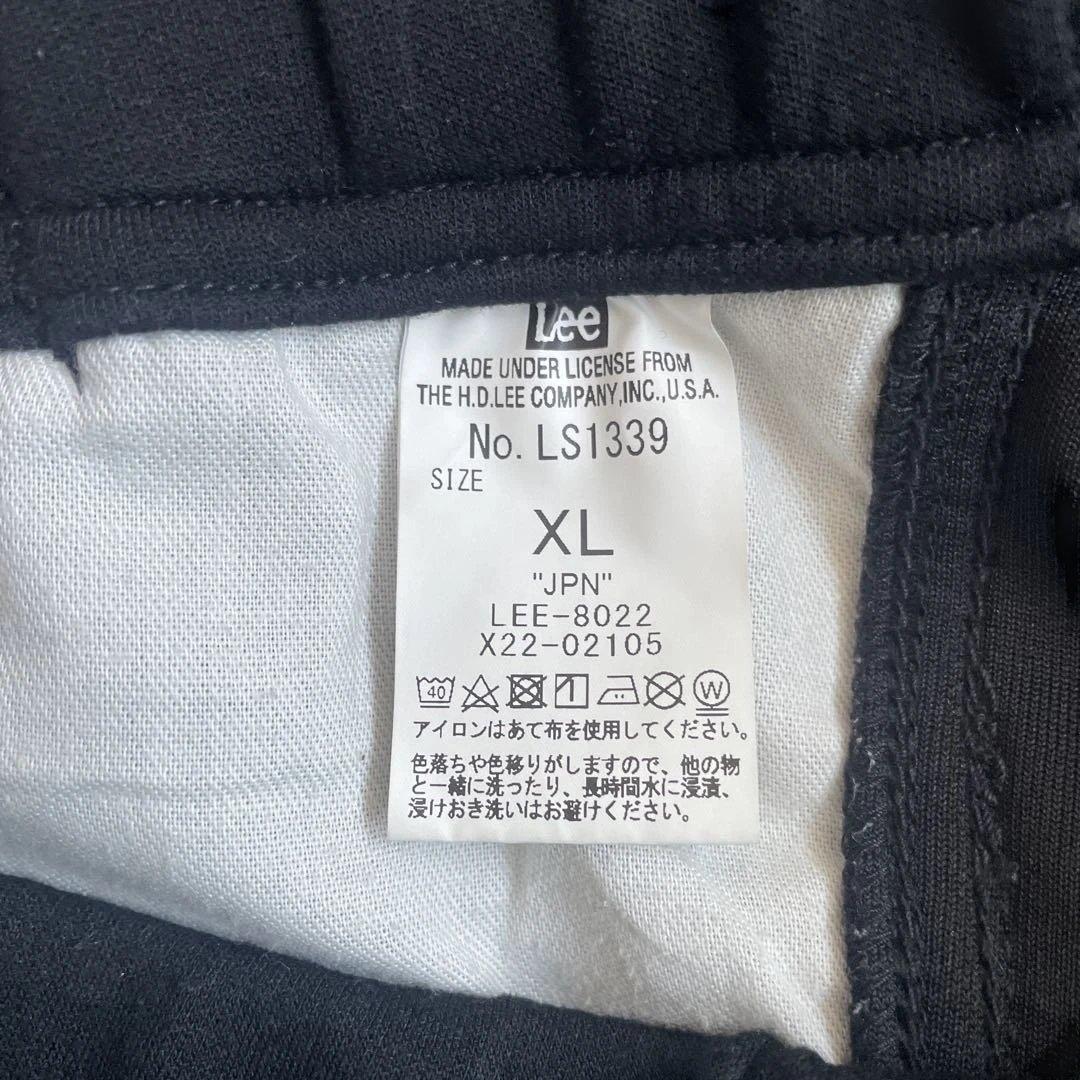 Lee
MADE UNDER LICENSE FROM
THE H.D.LEE COMPANY,INC.,U.S.A.
No. LS1339
SIZE
XL
"JPN"
LEE-8022
X22-02105
40 W
アイロンはあて布を使用してください。
色落ちや色移りがしますので、他の物
と一緒に洗ったり、長時間水に浸漬、
浸けおき洗いはお避けください。